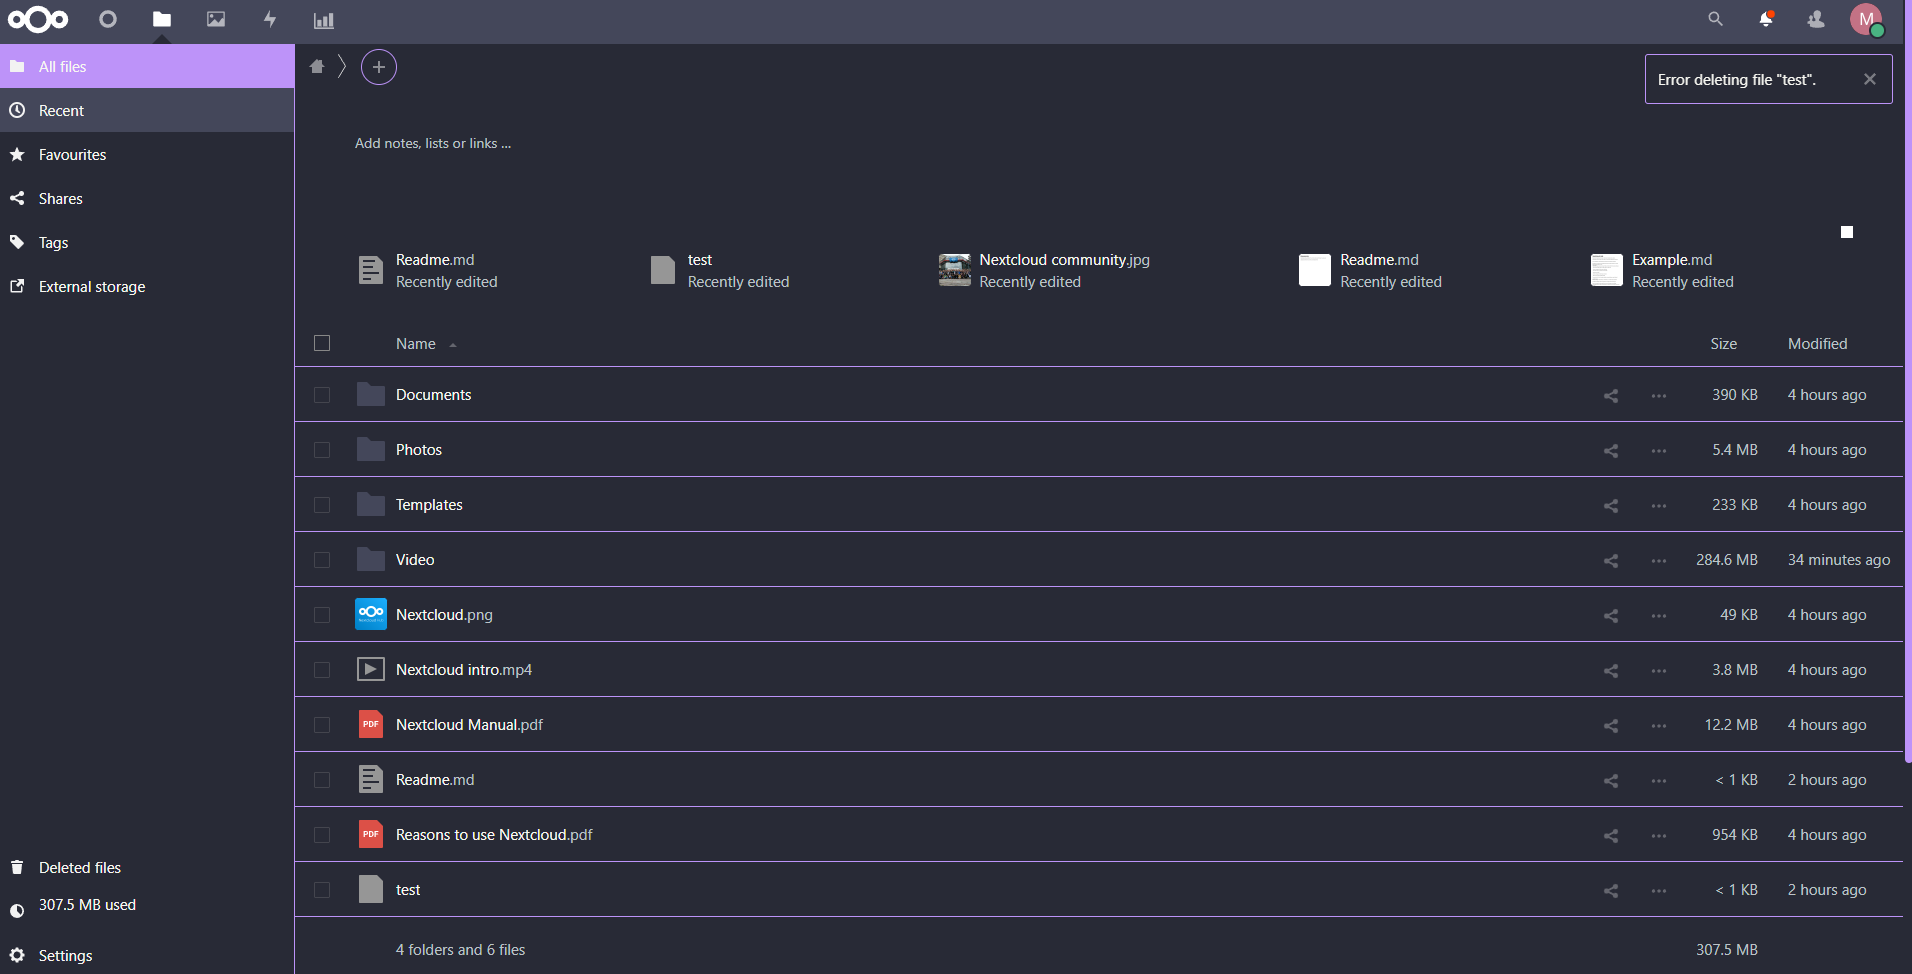 M
All files
Error deleting file "test".
Recent
Add notes, lists or links ...
Favourites
Shares
Tags
External storage
Readme.md
Recently edited
test
Recently edited
Nextcloud community.jpg
Recently edited
Readme.md
Recently edited
Example.md
Recently edited
Name Size Modified
Documents 390 KB 4 hours ago
Photos 5.4 MB 4 hours ago
Templates 233 KB 4 hours ago
Video 284.6 MB 34 minutes ago
Nextcloud.png 49 KB 4 hours ago
Nextcloud intro.mp4 3.8 MB 4 hours ago
PDF Nextcloud Manual.pdf 12.2 MB 4 hours ago
Readme.md < 1 KB 2 hours ago
PDF Reasons to use Nextcloud.pdf 954 KB 4 hours ago
test < 1 KB 2 hours ago
4 folders and 6 files 307.5 MB
Deleted files
307.5 MB used
Settings